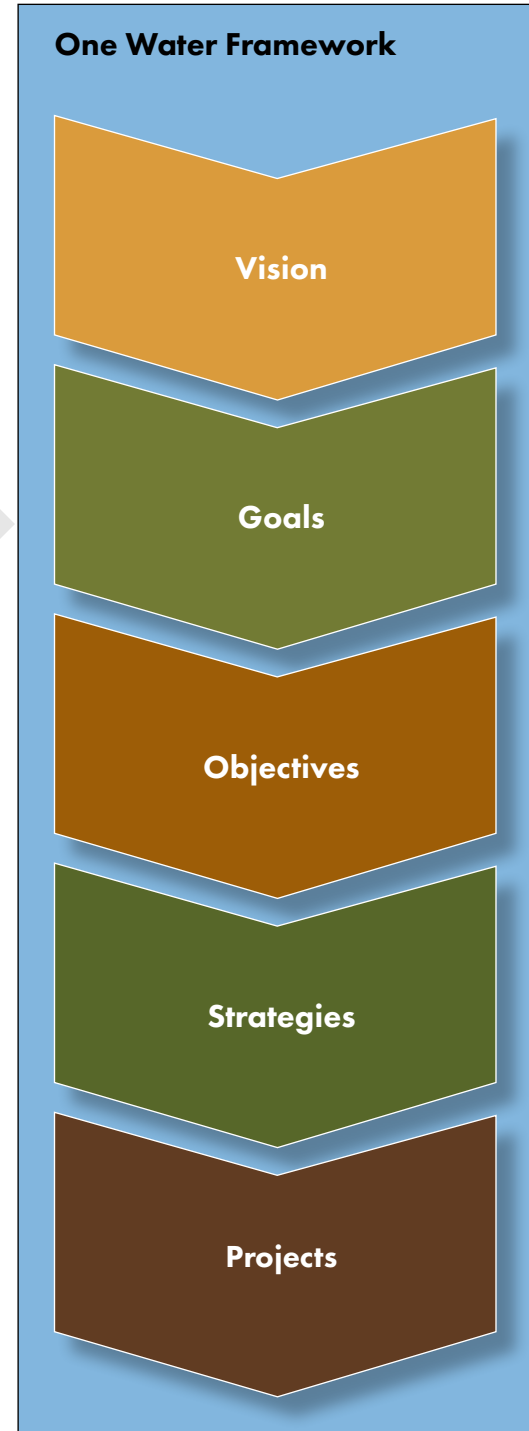 One Water Framework
Vision
Goals
Objectives
Strategies
Projects